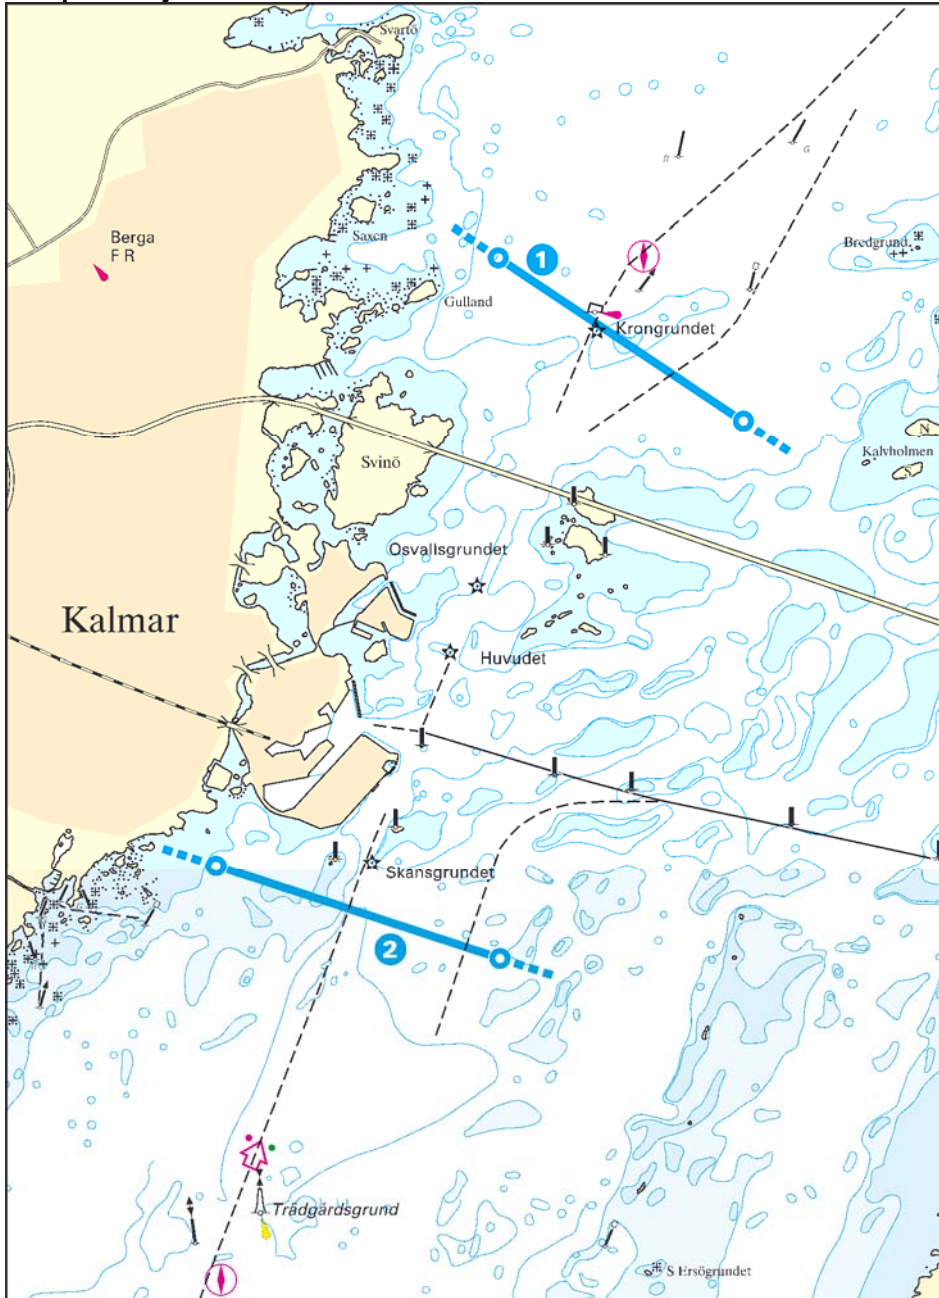 Svartö
Berga
F R
R
G
Saxen
Bredgrund
1
Gulland
G
Krongrundet
N
Kalvholmen
S
Svinö
Osvallsgrundet
Kalmar
Huvudet
Skansgrundet
2
Trädgårdsgrund
S Ersögrundet